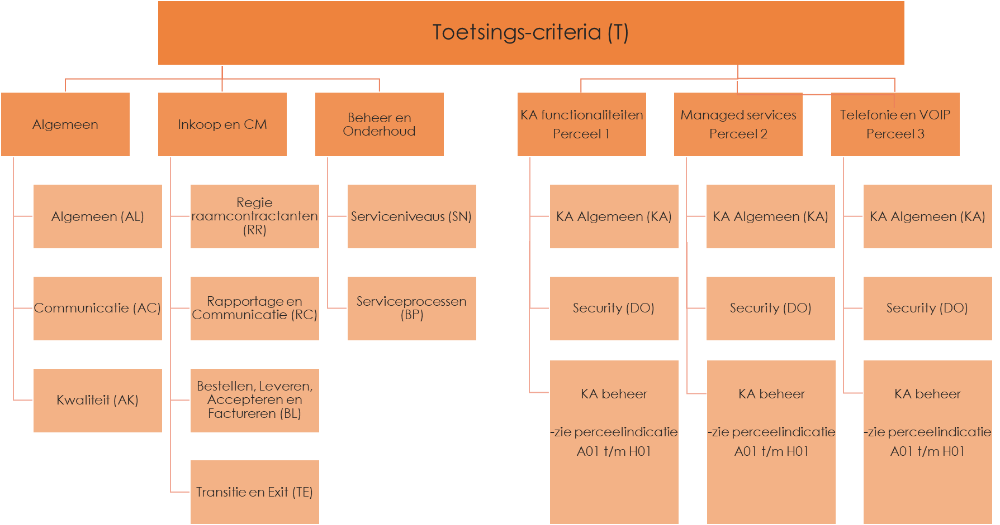 Toetsings-criteria (T)
Algemeen
Algemeen (AL)
Communicatie (AC)
Kwaliteit (AK)
Inkoop en CM
Regie
raamcontractanten
(RR)
Rapportage en
Communicatie (RC)
Bestellen, Leveren,
Accepteren en
Factureren (BL)
Transitie en Exit (TE)
Beheer en
Onderhoud
Serviceniveaus (SN)
Serviceprocessen
(BP)
KA functionaliteiten
Perceel 1
KA Algemeen (KA)
Security (DO)
KA beheer
-zie perceelindicatie
A01 t/m H01
Managed services
Perceel 2
KA Algemeen (KA)
Security (DO)
KA beheer
-zie perceelindicatie
A01 t/m H01
Telefonie en VOIP
Perceel 3
KA Algemeen (KA)
Security (DO)
KA beheer
-zie perceelindicatie
A01 t/m H01